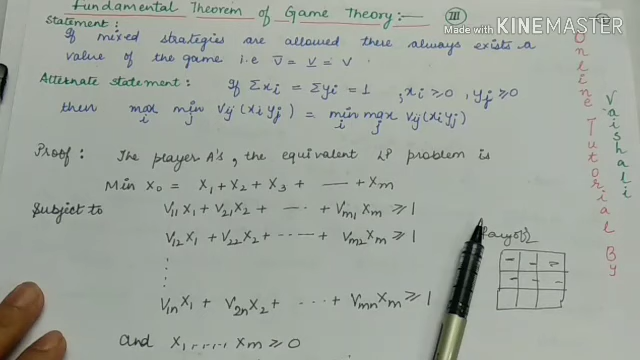 Fundamental Theorem of Game Theory:—
III
Made with KINEMASTER
Statement:
If mixed strategies are allowed there always exists a
value of the game i.e V̅ = V̲ = V
Alternate statement: If Σxi = Σyj = 1 , xi ≥ 0 , yj ≥ 0
then max i min j Vij (xi yj) = min i max j Vij (xi yj)
Proof: The player A's, the equivalent LP problem is
Min X0 = X1 + X2 + X3 + — + Xm
Subject to V11 X1 + V21 X2 + — · + Vm1 Xm ≥ 1
V12 X1 + V22 X2 + ····— + Vm2 Xm ≥ 1
V1n X1 + V2n X2 + ··· + Vmn Xm ≥ 1
and X1, ...., Xm ≥ 0
Payoff
Online Tutorial By
Vaishali